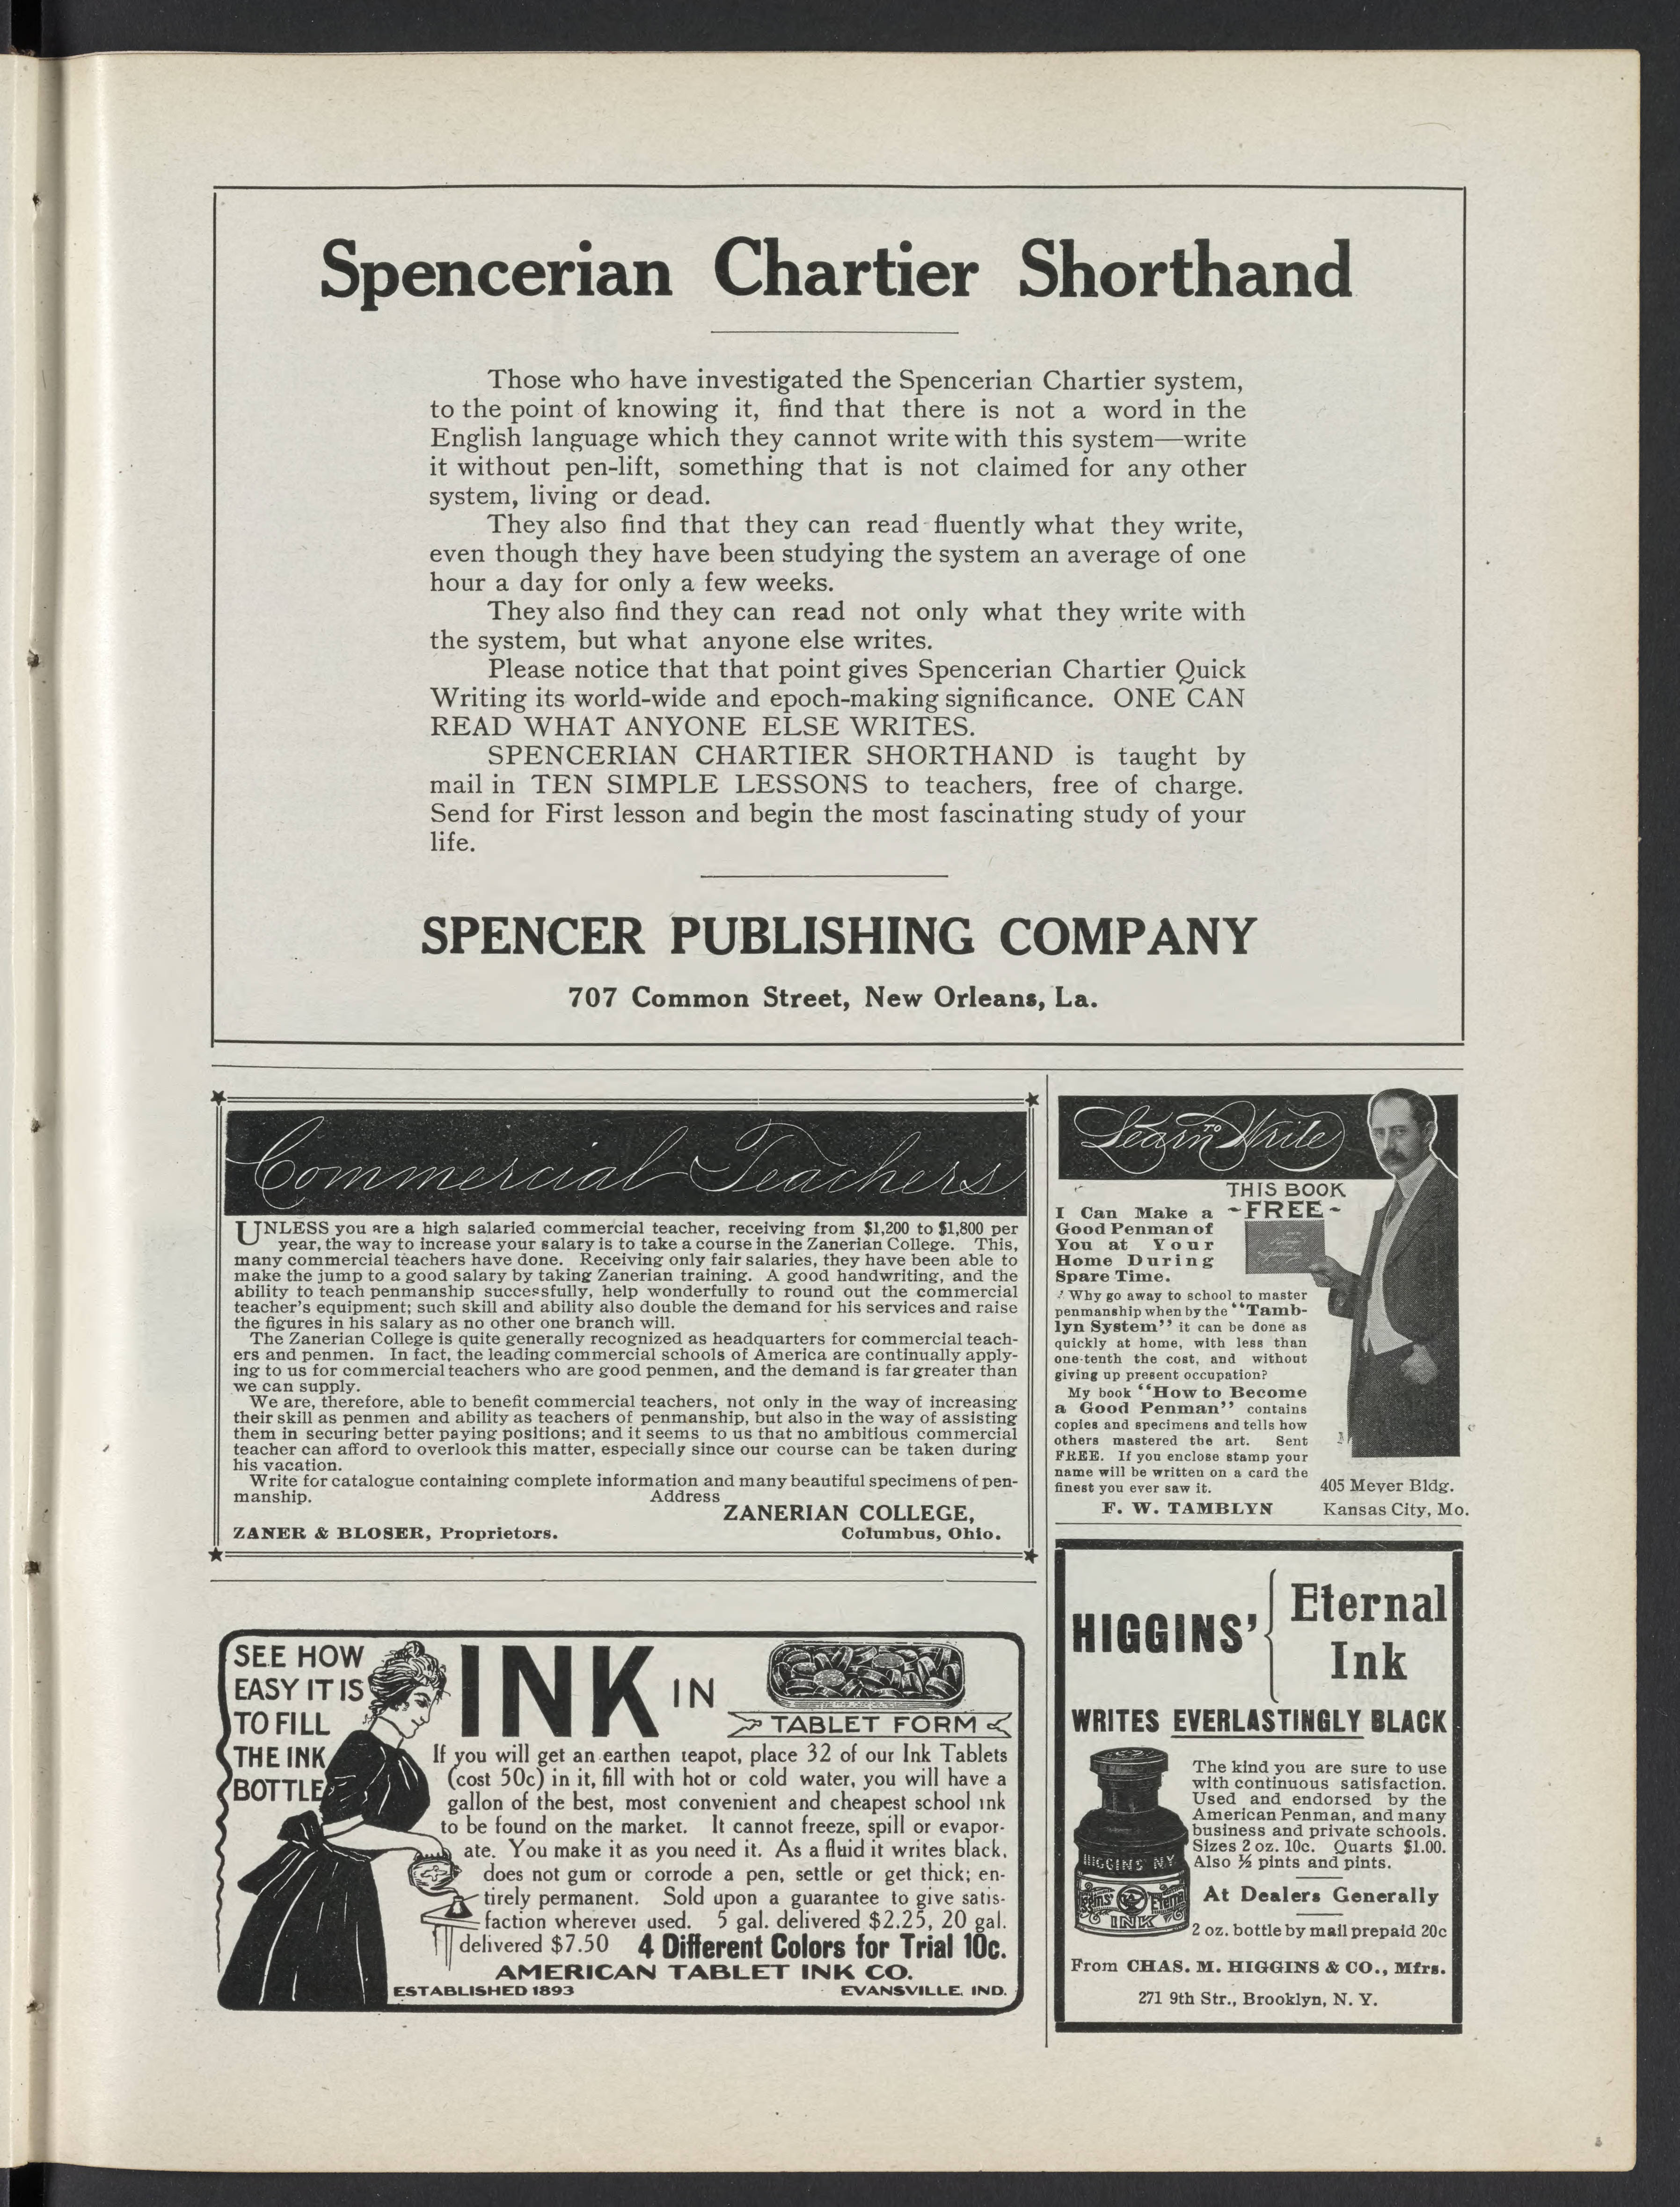 Spencerian Chartier Shorthand
Those who have investigated the Spencerian Chartier system,
to the point of knowing it, find that there is not a word in the
English language which they cannot write with this system—write
it without pen-lift, something that is not claimed for any other
system, living or dead.
They also find that they can read fluently what they write,
even though they have been studying the system an average of one
hour a day for only a few weeks.
They also find they can read not only what they write with
the system, but what anyone else writes.
Please notice that that point gives Spencerian Chartier Quick
Writing its world-wide and epoch-making significance. ONE CAN
READ WHAT ANYONE ELSE WRITES.
SPENCERIAN CHARTIER SHORTHAND is taught by
mail in TEN SIMPLE LESSONS to teachers, free of charge.
Send for First lesson and begin the most fascinating study of your
life.
SPENCER PUBLISHING COMPANY
707 Common Street, New Orleans, La.
Commercial Teachers
UNLESS you are a high salaried commercial teacher, receiving from $1,200 to $1,800 per
year, the way to increase your salary is to take a course in the Zanerian College. This,
many commercial teachers have done. Receiving only fair salaries, they have been able to
make the jump to a good salary by taking Zanerian training. A good handwriting, and the
ability to teach penmanship successfully, help wonderfully to round out the commercial
teacher's equipment; such skill and ability also double the demand for his services and raise
the figures in his salary as no other one branch will.
The Zanerian College is quite generally recognized as headquarters for commercial teach-
ers and penmen. In fact, the leading commercial schools of America are continually apply-
ing to us for commercial teachers who are good penmen, and the demand is far greater than
we can supply.
We are, therefore, able to benefit commercial teachers, not only in the way of increasing
their skill as penmen and ability as teachers of penmanship, but also in the way of assisting
them in securing better paying positions; and it seems to us that no ambitious commercial
teacher can afford to overlook this matter, especially since our course can be taken during
his vacation.
Write for catalogue containing complete information and many beautiful specimens of pen-
manship. Address
ZANERIAN COLLEGE,
ZANER & BLOSER, Proprietors. Columbus, Ohio.
Learn TO Write
THIS BOOK
~FREE~
I Can Make a
Good Penman of
You at Your
Home During
Spare Time.
Why go away to school to master
penmanship when by the "Tamb-
lyn System" it can be done as
quickly at home, with less than
one-tenth the cost, and without
giving up present occupation?
My book "How to Become
a Good Penman" contains
copies and specimens and tells how
others mastered the art. Sent
FREE. If you enclose stamp your
name will be written on a card the
finest you ever saw it.
F. W. TAMBLYN
405 Meyer Bldg.
Kansas City, Mo.
SEE HOW
EASY IT IS
TO FILL
THE INK
BOTTLE
INK IN
TABLET FORM
If you will get an earthen teapot, place 32 of our Ink Tablets
(cost 50c) in it, fill with hot or cold water, you will have a
gallon of the best, most convenient and cheapest school ink
to be found on the market. It cannot freeze, spill or evapor-
ate. You make it as you need it. As a fluid it writes black,
does not gum or corrode a pen, settle or get thick; en-
tirely permanent. Sold upon a guarantee to give satis-
faction wherever used. 5 gal. delivered $2.25, 20 gal.
delivered $7.50 4 Different Colors for Trial 10c.
AMERICAN TABLET INK CO.
ESTABLISHED 1893 EVANSVILLE, IND.
HIGGINS' Eternal
Ink
WRITES EVERLASTINGLY BLACK
The kind you are sure to use
with continuous satisfaction.
Used and endorsed by the
American Penman, and many
business and private schools.
Sizes 2 oz. 10c. Quarts $1.00.
Also ½ pints and pints.
HIGGINS' N.Y.
Higgins' Eternal
INK
At Dealers Generally
2 oz. bottle by mail prepaid 20c
From CHAS. M. HIGGINS & CO., Mfrs.
271 9th Str., Brooklyn, N. Y.